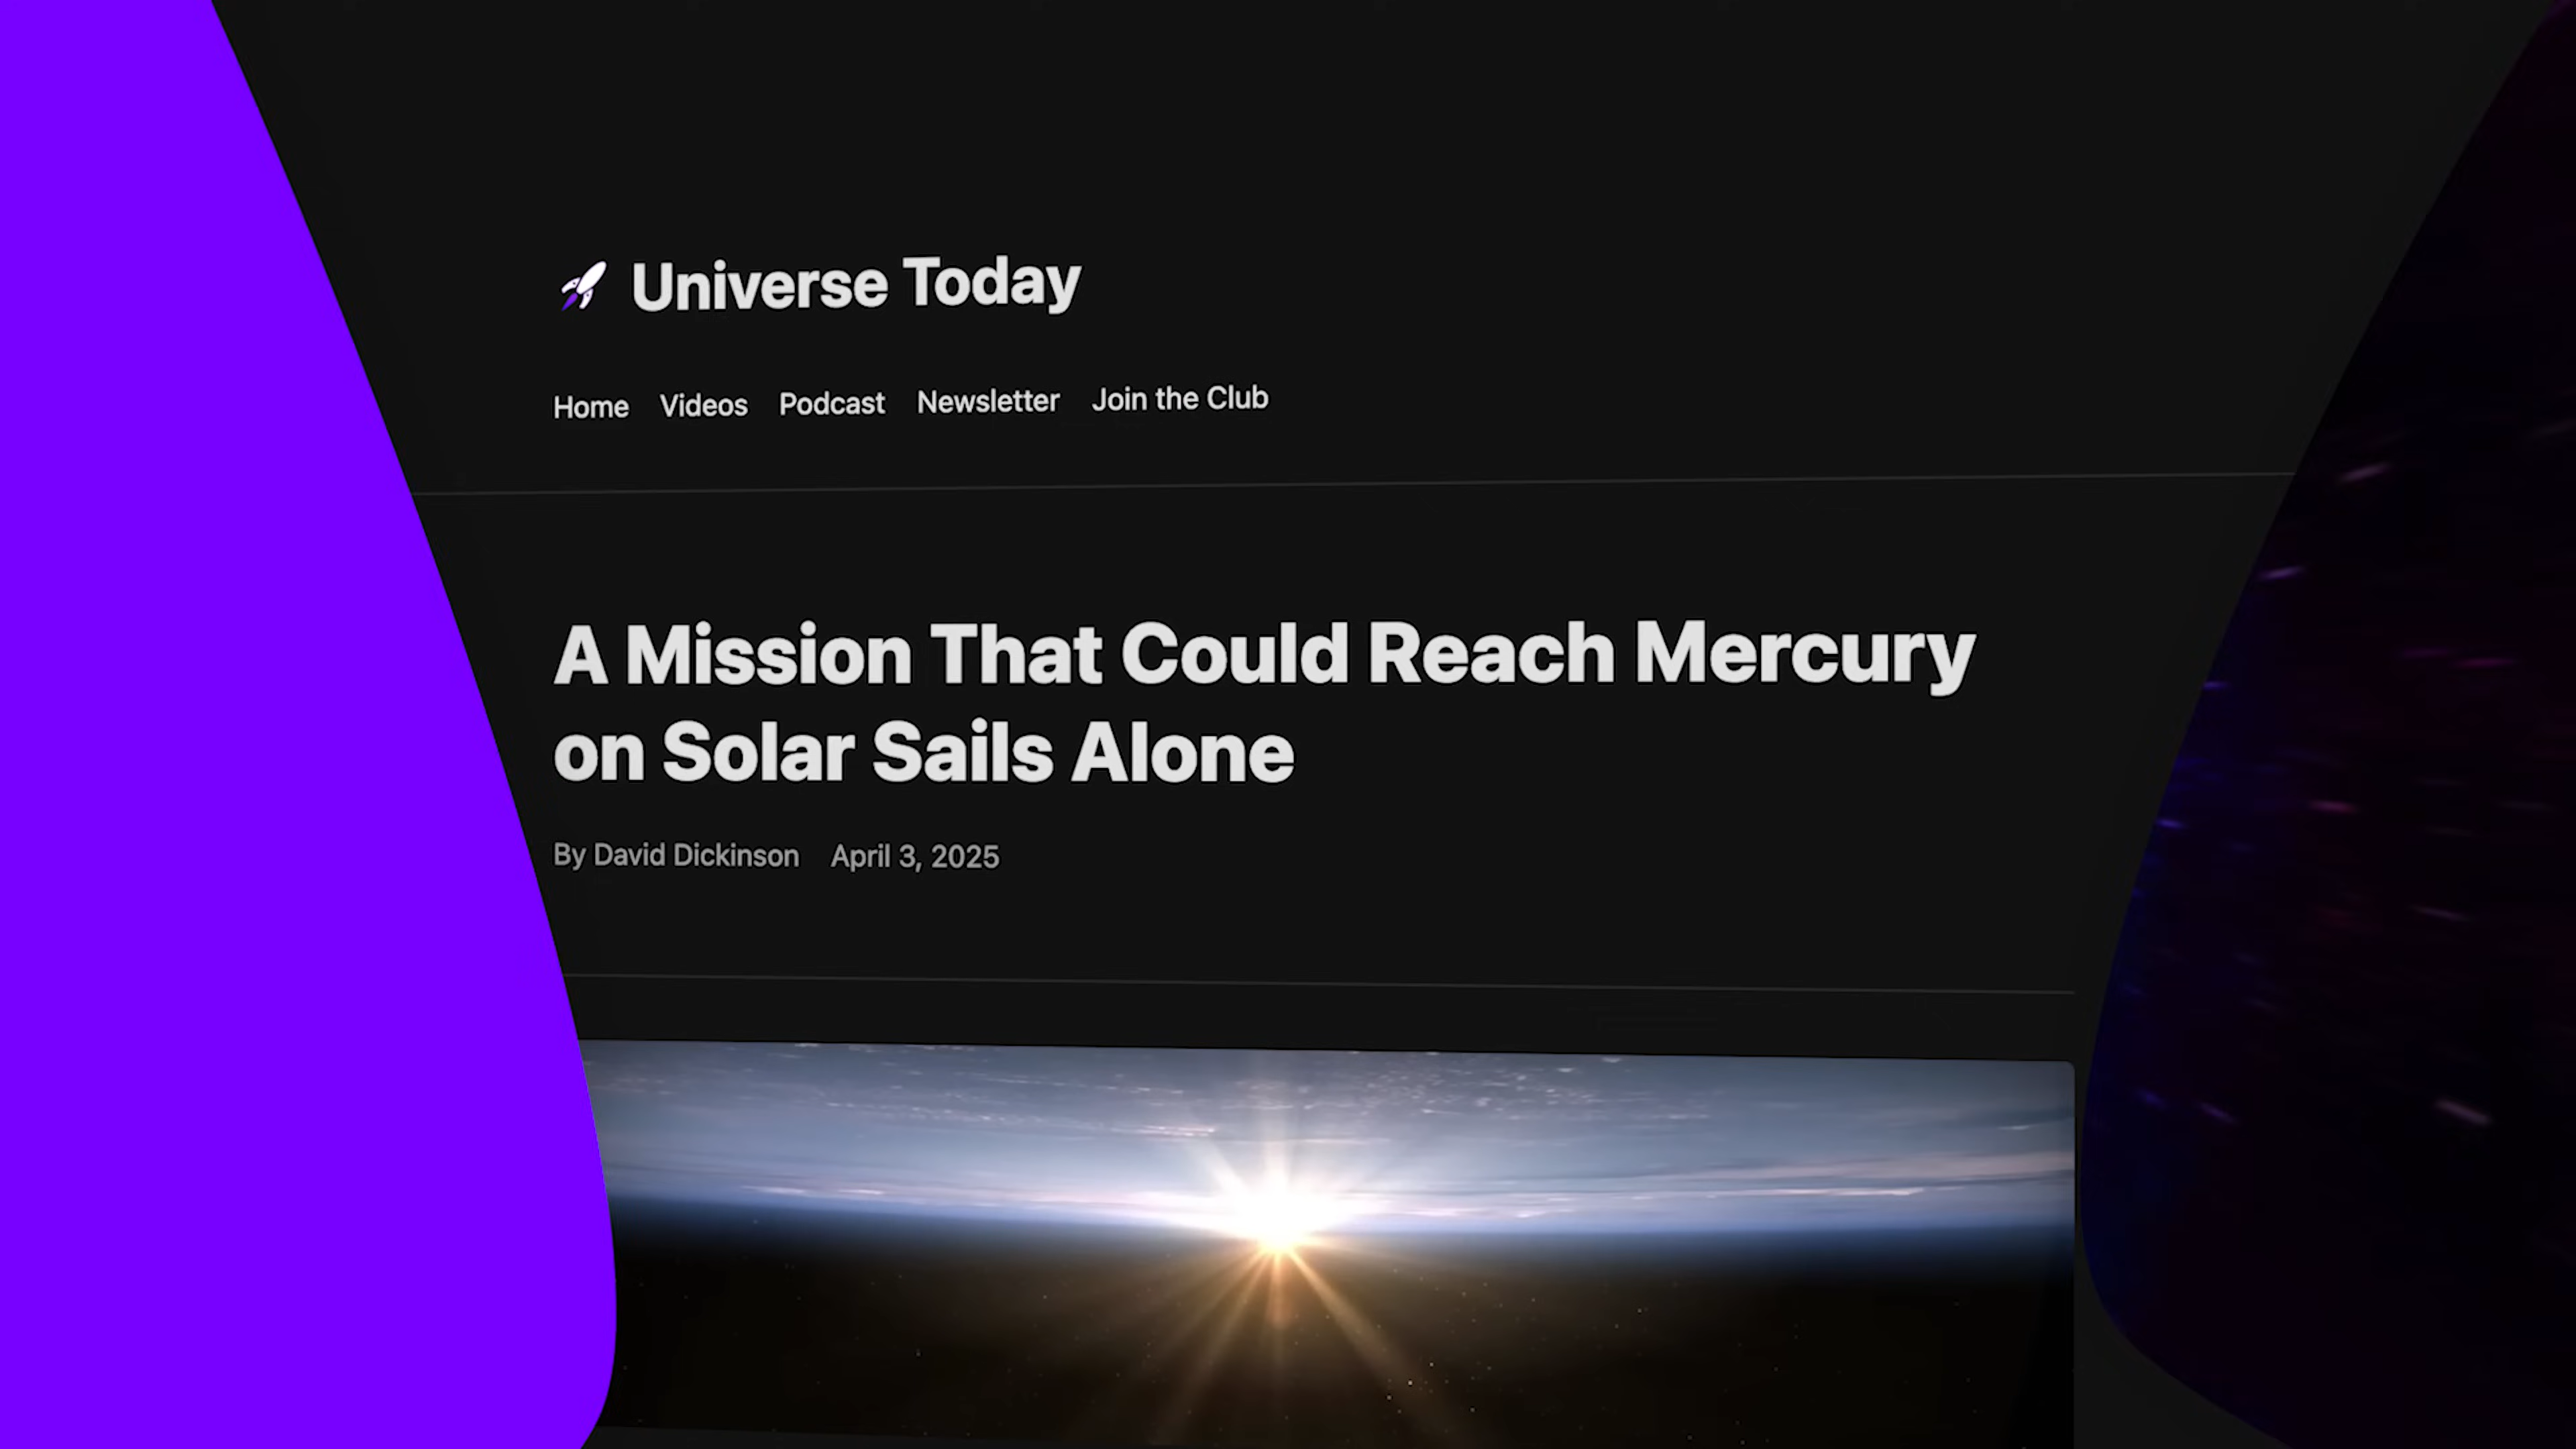 Universe Today
Home Videos Podcast Newsletter Join the Club
A Mission That Could Reach Mercury
on Solar Sails Alone
By David Dickinson April 3, 2025